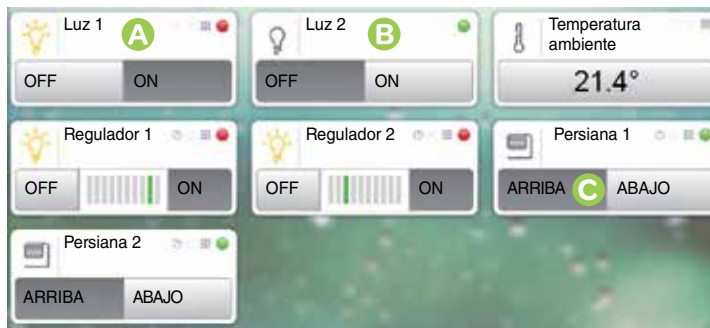 Luz 1
A
OFF ON
Luz 2
B
OFF ON
Temperatura
ambiente
21.4°
Regulador 1
OFF ON
Regulador 2
OFF ON
Persiana 1
ARRIBA C ABAJO
Persiana 2
ARRIBA ABAJO